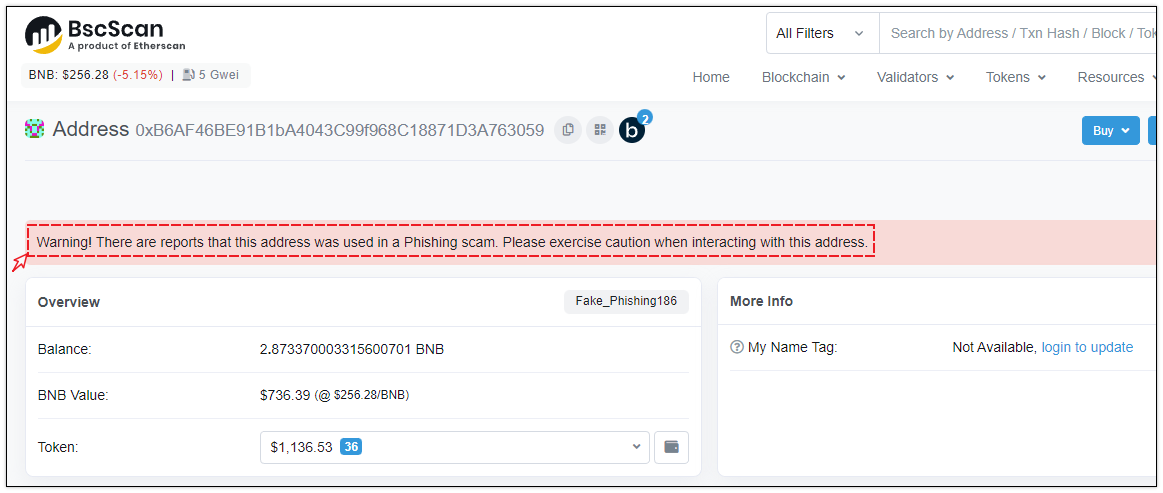 BscScan
A product of Etherscan
All Filters
Search by Address / Txn Hash / Block /
BNB: $256.28 (-5.15%) | 5 Gwei
Home Blockchain Validators Tokens Resources
Address 0xB6AF46BE91B1bA4043C99f968C18871D3A763059 b 2
Buy
Warning! There are reports that this address was used in a Phishing scam. Please exercise caution when interacting with this address.
Overview Fake_Phishing186
Balance: 2.873370003315600701 BNB
BNB Value: $736.39 (@ $256.28/BNB)
Token: $1,136.53 36
More Info
My Name Tag: Not Available, login to update